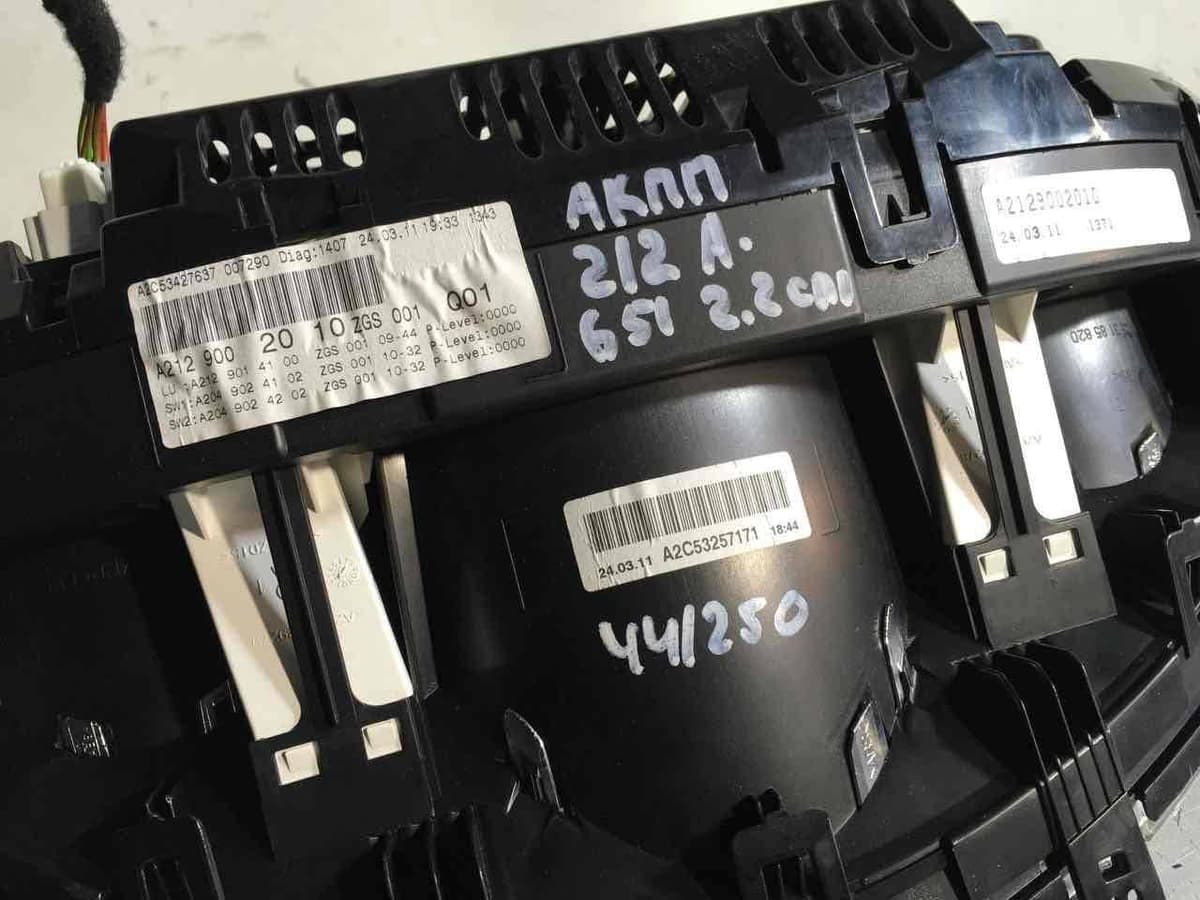 A2C53427637 007290 Diag:1407 24.03.11 19:33 1343
A212 900 20 10 ZGS 001 Q01
LU :A212 901 41 00 ZGS 001 09-44 P-Level:0000
SW1:A204 902 41 02 ZGS 001 10-32 P-Level:0000
SW2:A204 902 42 02 ZGS 001 10-32 P-Level:0000
АКПП
212 А.
651 2.2 CDI
A2129002010
24.03.11 1371
24.03.11 A2C53257171 18:44
44/250